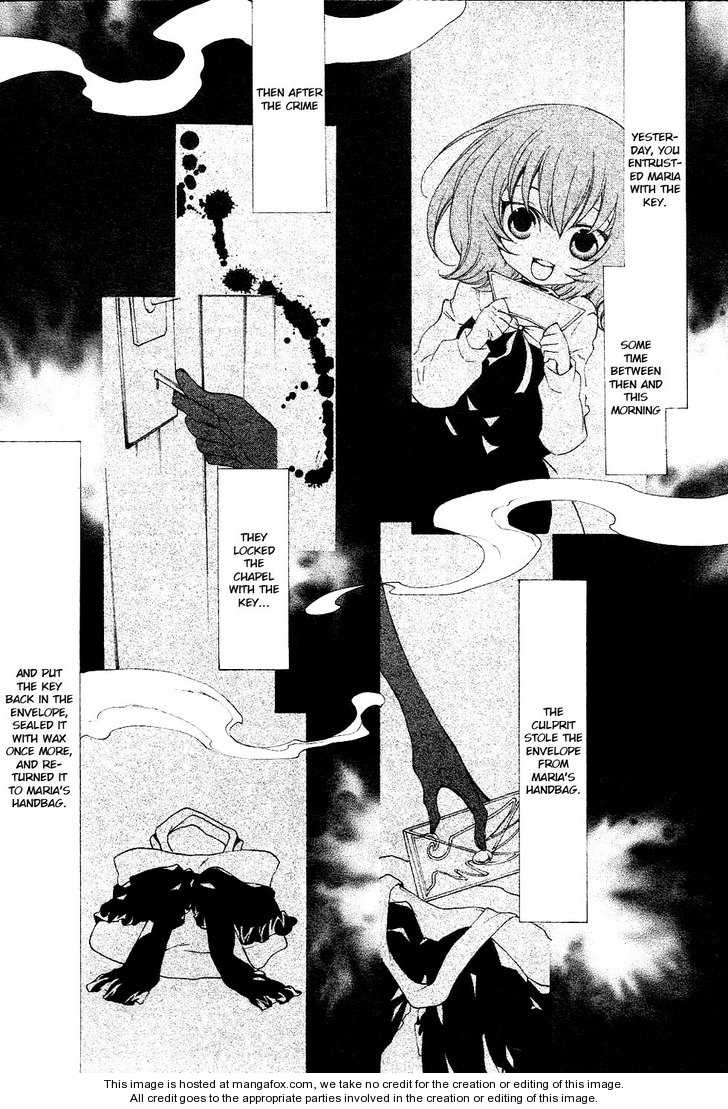 YESTER-
DAY, YOU
ENTRUST-
ED MARIA
WITH THE
KEY.
SOME
TIME
BETWEEN
THEN AND
THIS
MORNING
THE
CULPRIT
STOLE THE
ENVELOPE
FROM
MARIA'S
HANDBAG.
THEN AFTER
THE CRIME
THEY
LOCKED
THE
CHAPEL
WITH THE
KEY...
AND PUT
THE KEY
BACK IN THE
ENVELOPE,
SEALED IT
WITH WAX
ONCE MORE,
AND RE-
TURNED IT
TO MARIA'S
HANDBAG.
This image is hosted at mangafox.com, we take no credit for the creation or editing of this image.
All credit goes to the appropriate parties involved in the creation or editing of this image.